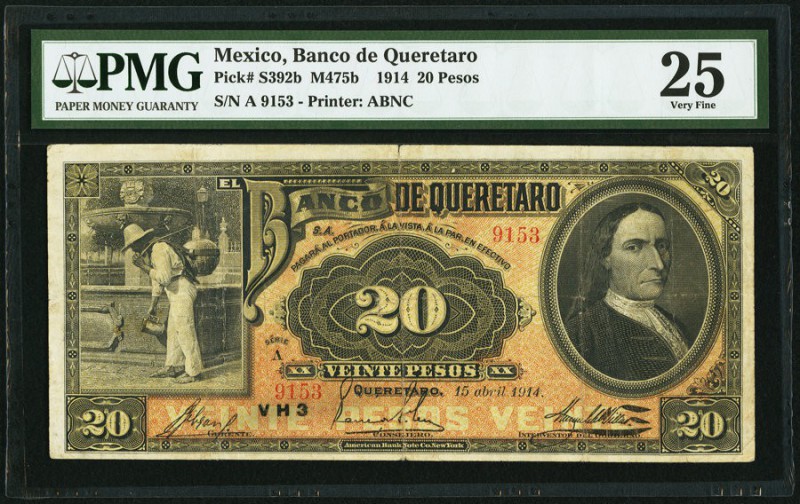 PMG
PAPER MONEY GUARANTY
Mexico, Banco de Queretaro
Pick# S392b M475b 1914 20 Pesos
S/N A 9153 - Printer: ABNC
25
Very Fine
20
EL BANCO DE QUERETARO
S.A.
9153
PAGARÁ AL PORTADOR, Á LA VISTA, Á LA PAR, EN EFECTIVO
20
SERIE
A
XX VEINTE PESOS XX
9153
QUERETARO, 15 abril 1914.
VH3
20
VEINTE PESOS VEINTE
20
GERENTE.
CONSEJERO.
INTERVENTOR DEL GOBIERNO
American Bank Note Co. New York